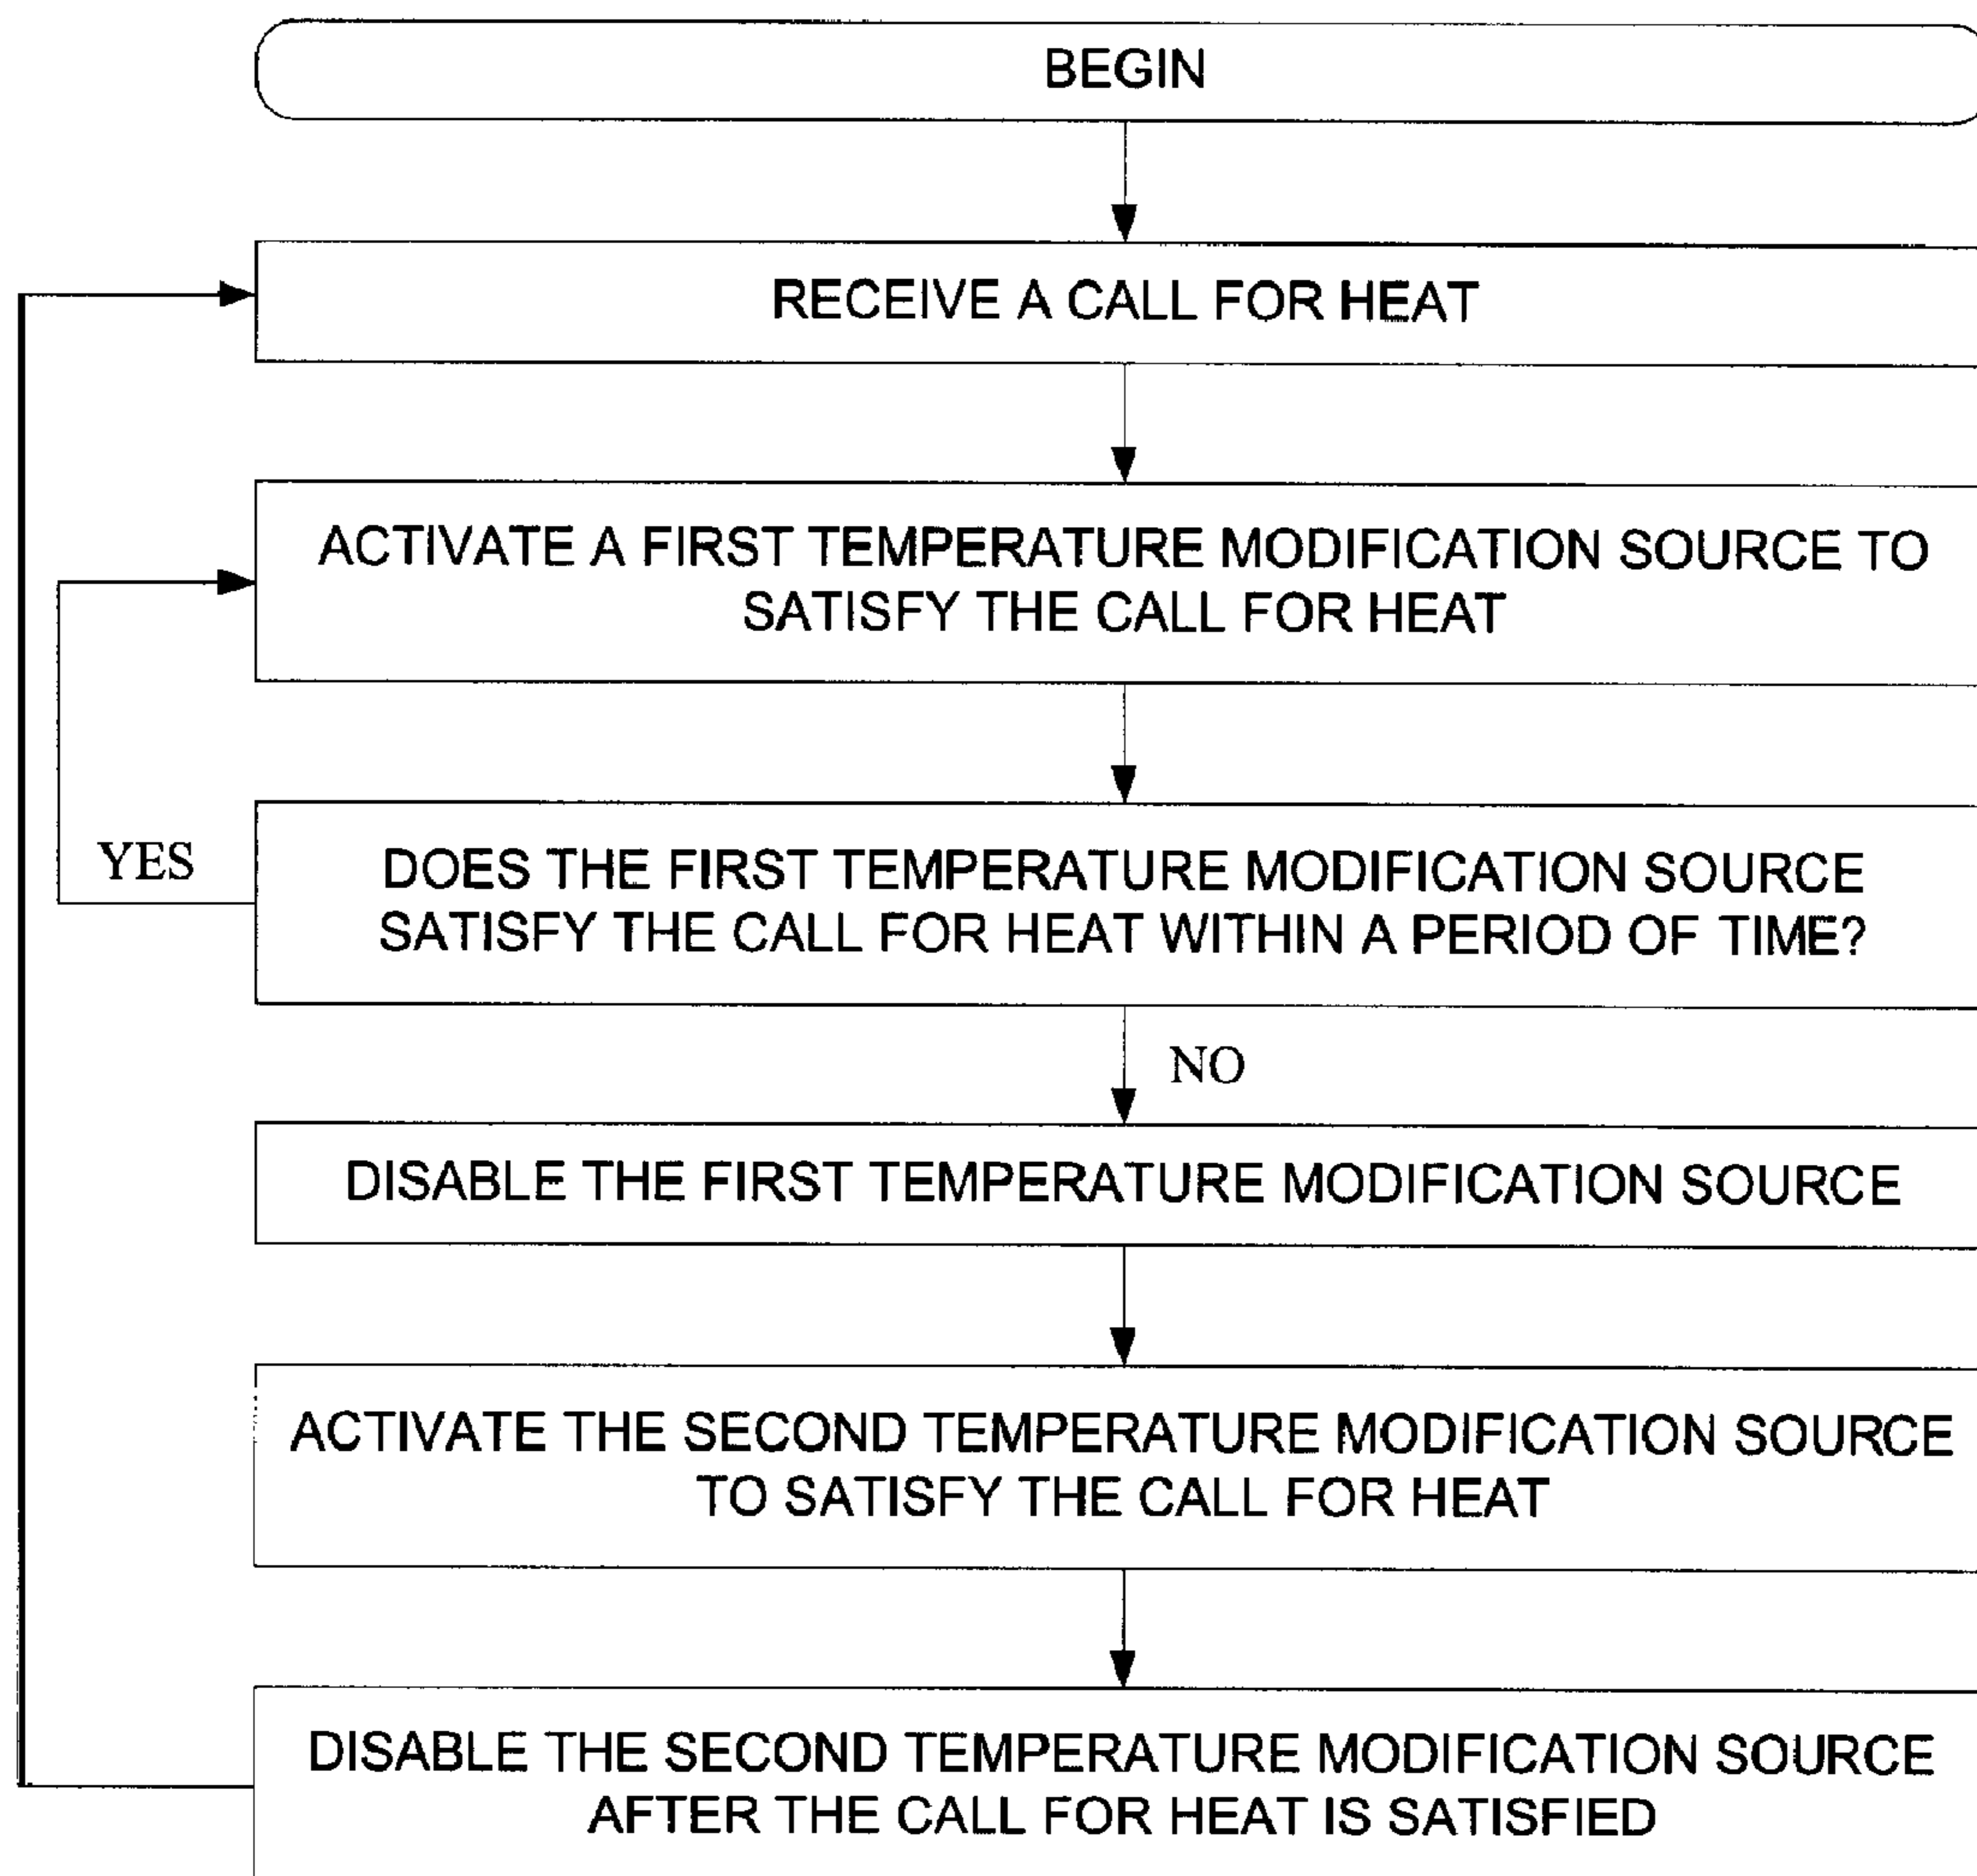 BEGIN
RECEIVE A CALL FOR HEAT
ACTIVATE A FIRST TEMPERATURE MODIFICATION SOURCE TO
SATISFY THE CALL FOR HEAT
YES
DOES THE FIRST TEMPERATURE MODIFICATION SOURCE
SATISFY THE CALL FOR HEAT WITHIN A PERIOD OF TIME?
NO
DISABLE THE FIRST TEMPERATURE MODIFICATION SOURCE
ACTIVATE THE SECOND TEMPERATURE MODIFICATION SOURCE
TO SATISFY THE CALL FOR HEAT
DISABLE THE SECOND TEMPERATURE MODIFICATION SOURCE
AFTER THE CALL FOR HEAT IS SATISFIED